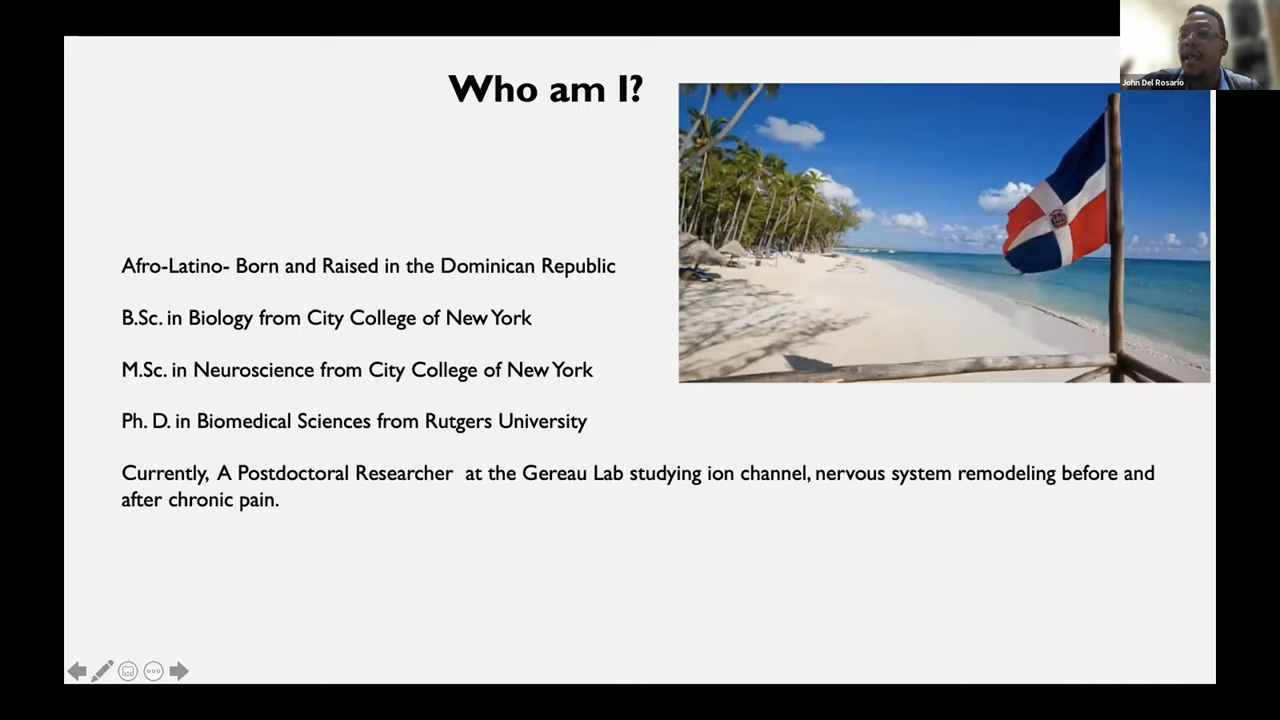 Who am I?
John Del Rosario
Afro-Latino- Born and Raised in the Dominican Republic
B.Sc. in Biology from City College of New York
M.Sc. in Neuroscience from City College of New York
Ph. D. in Biomedical Sciences from Rutgers University
Currently, A Postdoctoral Researcher at the Gereau Lab studying ion channel, nervous system remodeling before and
after chronic pain.